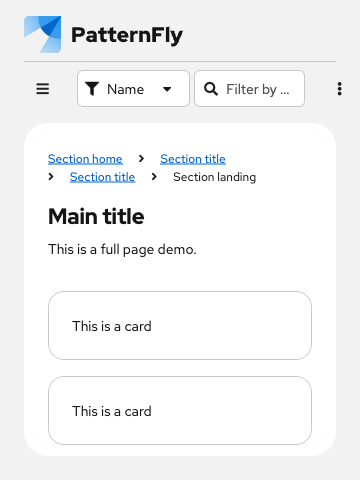 PatternFly
Name
Filter by ...
Section home
Section title
Section title
Section landing
Main title
This is a full page demo.
This is a card
This is a card